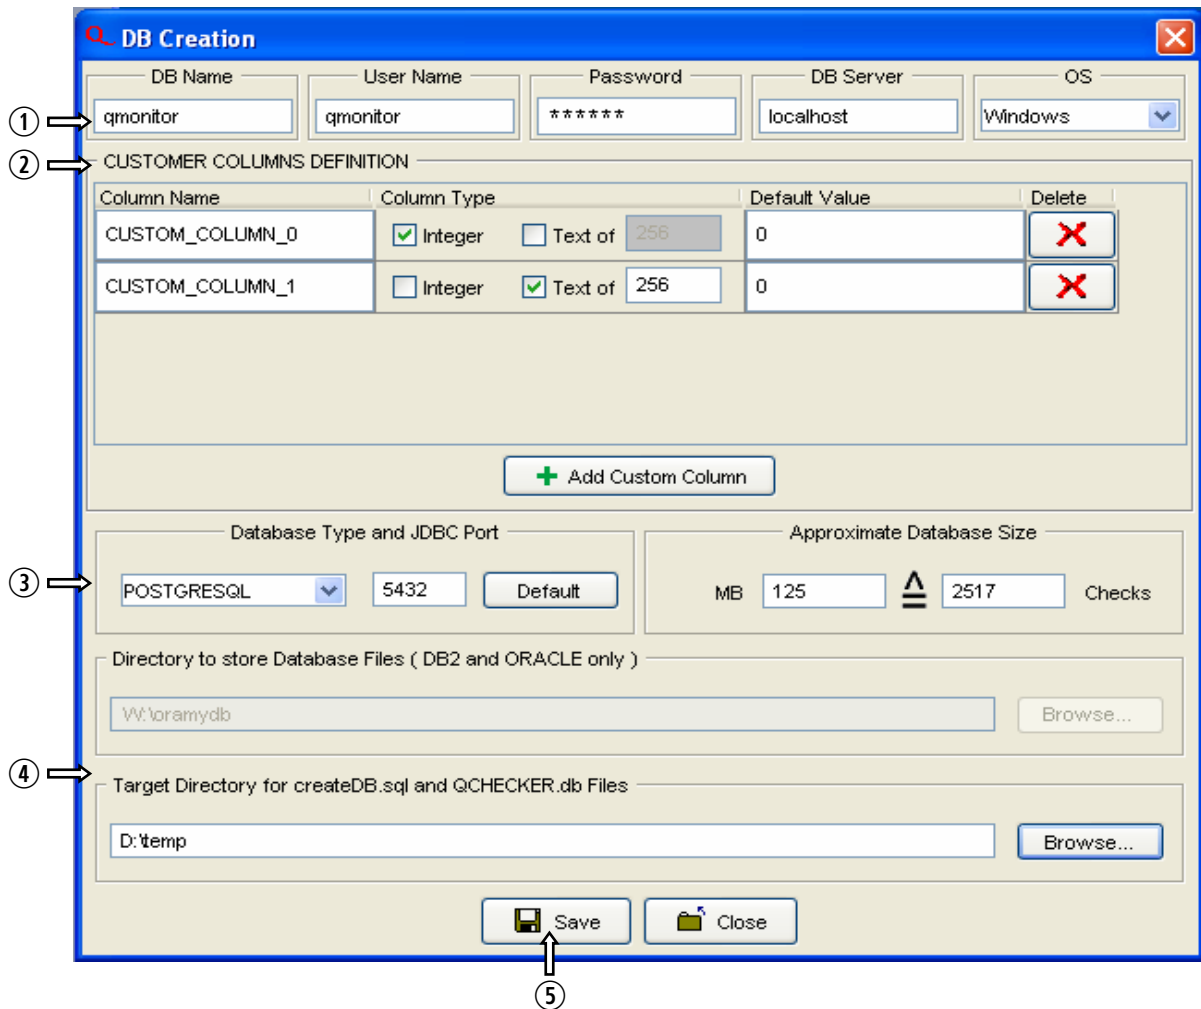 DB Creation
DB Name User Name Password DB Server OS
① qmonitor qmonitor ****** localhost Windows
② CUSTOMER COLUMNS DEFINITION
Column Name Column Type Default Value Delete
CUSTOM_COLUMN_0 Integer Text of 256 0
CUSTOM_COLUMN_1 Integer Text of 256 0
Add Custom Column
Database Type and JDBC Port Approximate Database Size
③ POSTGRESQL 5432 Default MB 125 ≙ 2517 Checks
Directory to store Database Files ( DB2 and ORACLE only )
W:\oramydb Browse...
④
Target Directory for createDB.sql and QCHECKER.db Files
D:\temp Browse...
Save Close
⑤